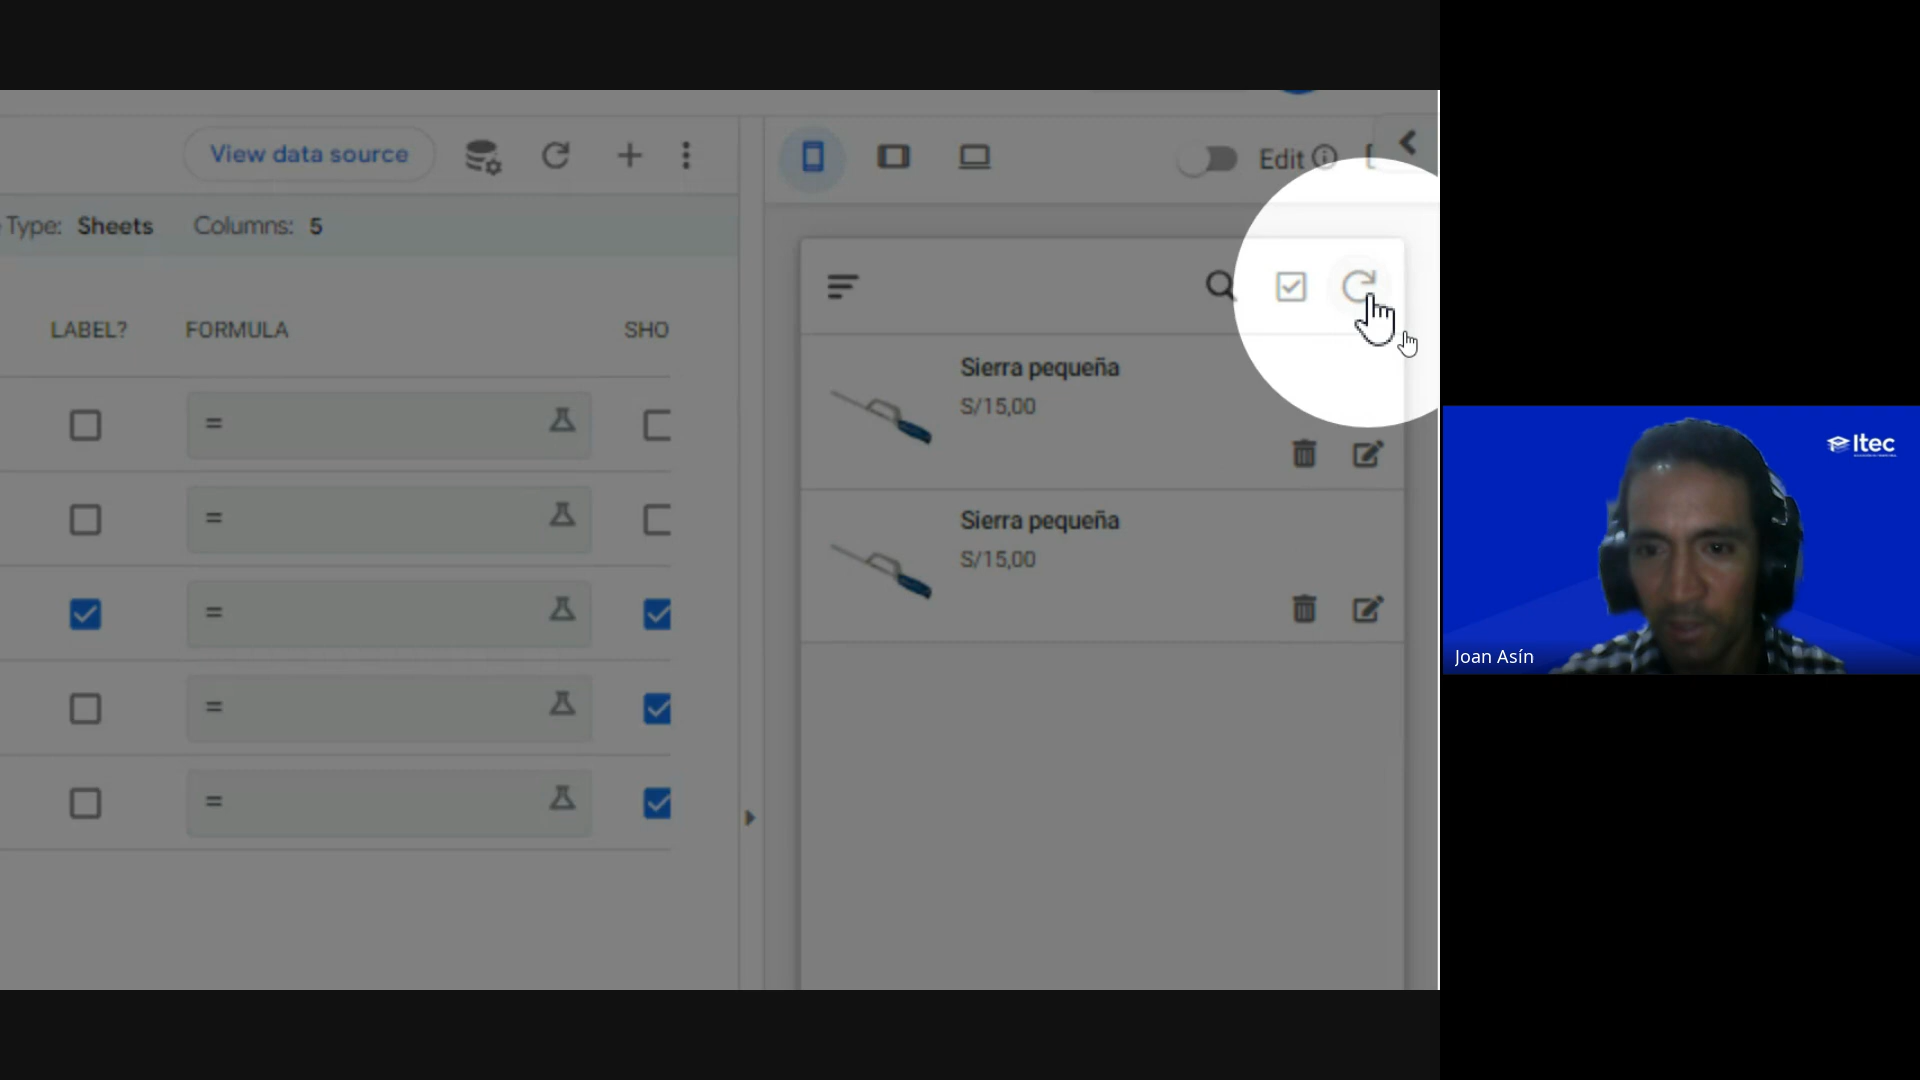 View data source
Edit
Type: Sheets Columns: 5
LABEL? FORMULA SHO
=
=
=
=
=
Sierra pequeña
S/15,00
Sierra pequeña
S/15,00
Itec
Joan Asín